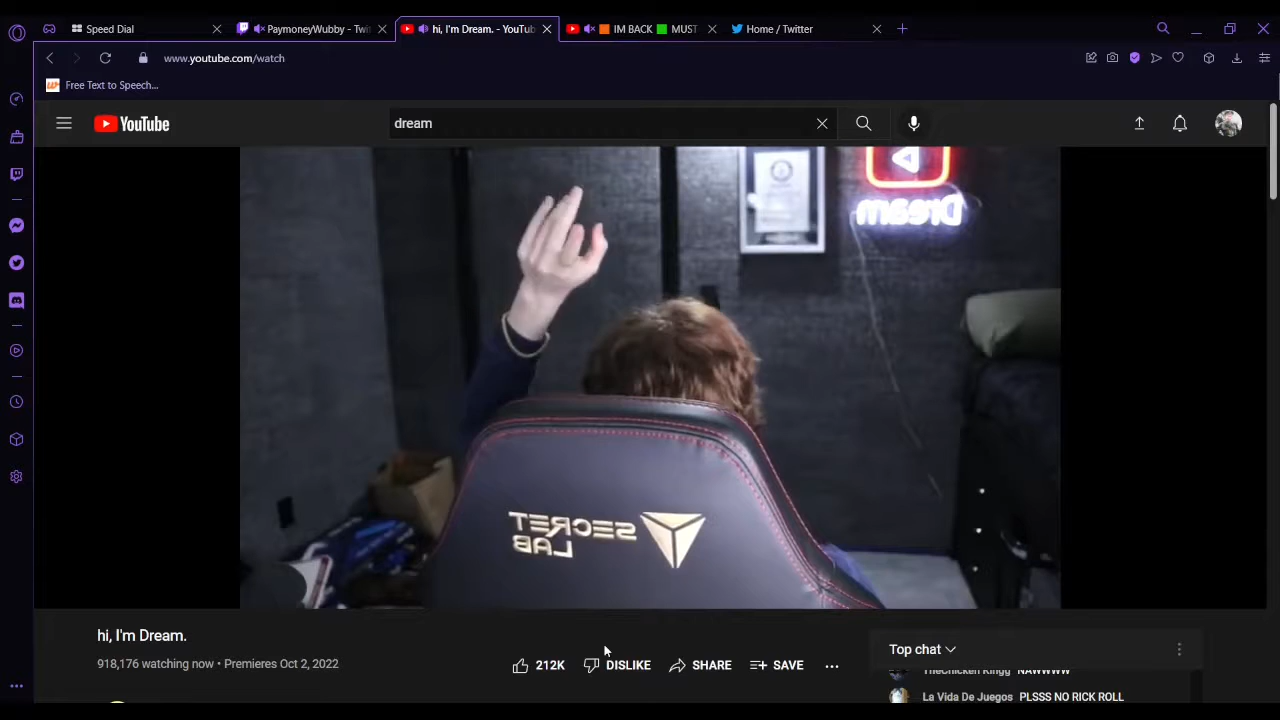 Speed Dial
PaymoneyWubby - Twi
hi, I'm Dream. - YouTub
IM BACK MUST
Home / Twitter
www.youtube.com/watch
Free Text to Speech...
YouTube
dream
Dream
SECRET
LAB
hi, I'm Dream.
918,176 watching now • Premieres Oct 2, 2022
212K
DISLIKE
SHARE
SAVE
Top chat
TheChicken Kingg NAWWWW
La Vida De Juegos PLSSS NO RICK ROLL